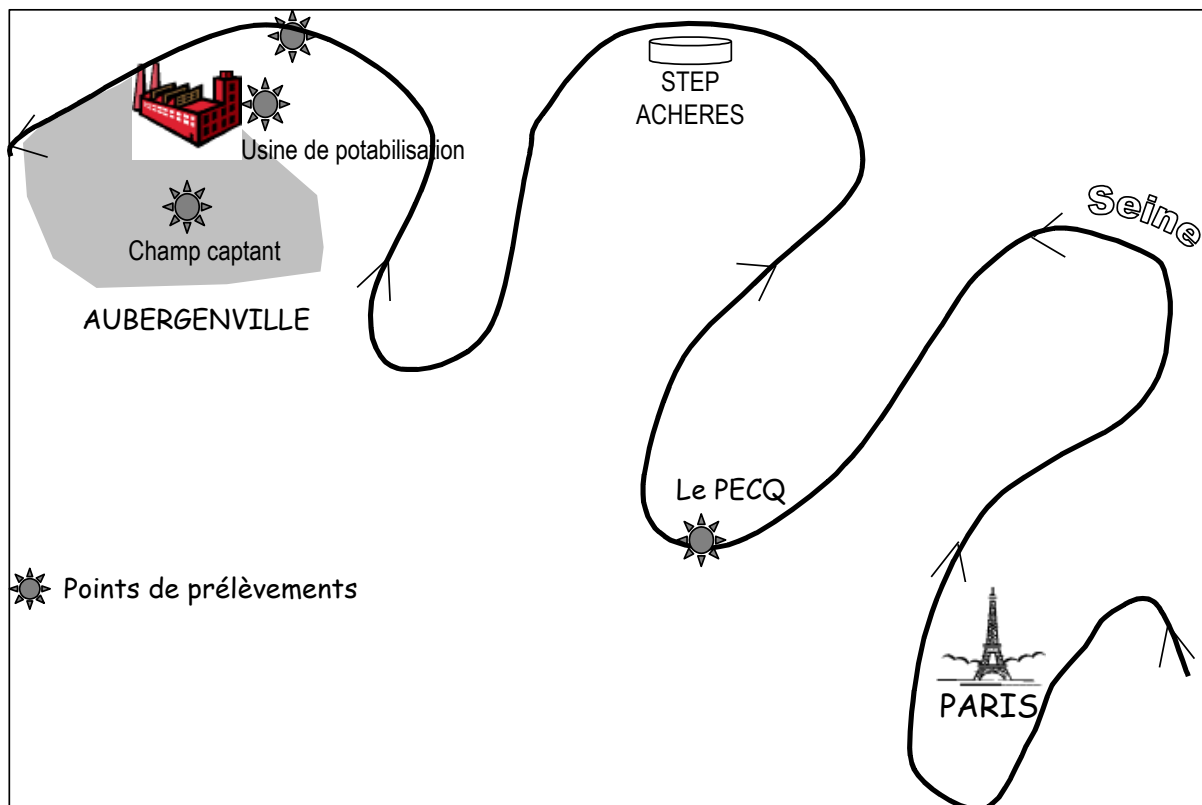 STEP
ACHERES
Usine de potabilisation
Seine
Champ captant
AUBERGENVILLE
Le PECQ
Points de prélèvements
PARIS